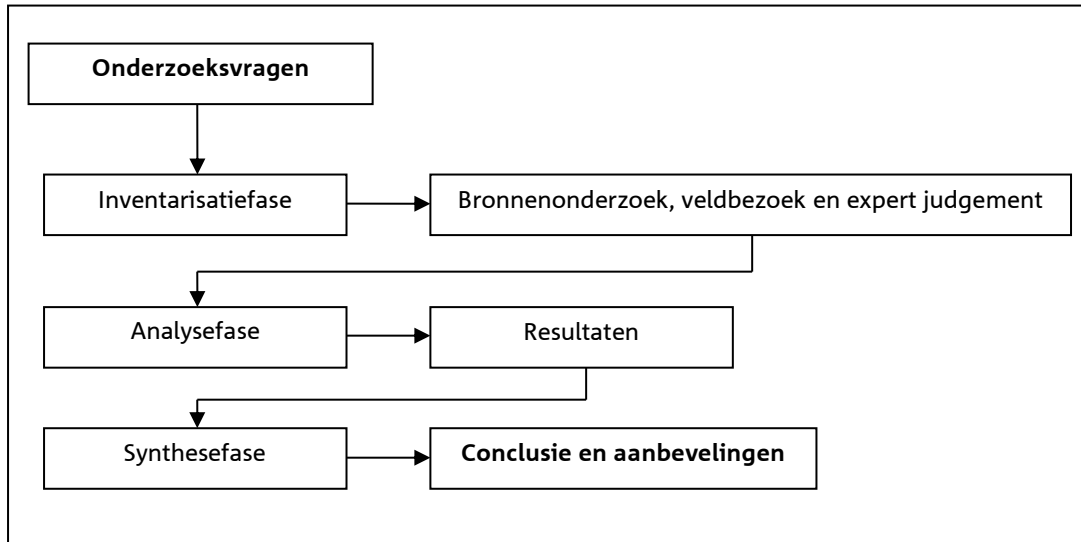 Onderzoeksvragen
Inventarisatiefase
Bronnenonderzoek, veldbezoek en expert judgement
Analysefase
Resultaten
Synthesefase
Conclusie en aanbevelingen